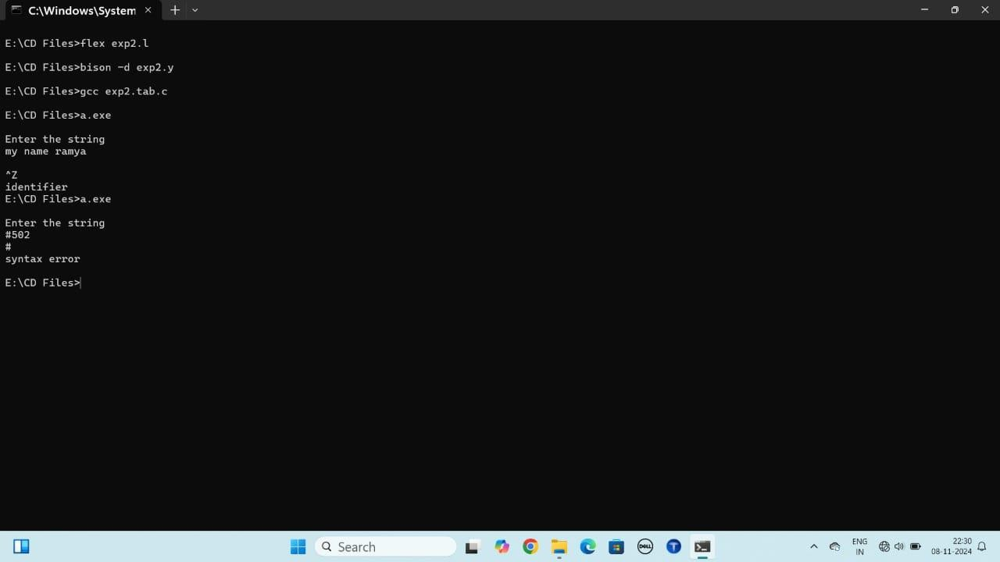 C:\Windows\System
E:\CD Files>flex exp2.l
E:\CD Files>bison -d exp2.y
E:\CD Files>gcc exp2.tab.c
E:\CD Files>a.exe
Enter the string
my name ramya
^Z
identifier
E:\CD Files>a.exe
Enter the string
#502
#
syntax error
E:\CD Files>
Search
DELL
T
ENG
IN
22:30
08-11-2024